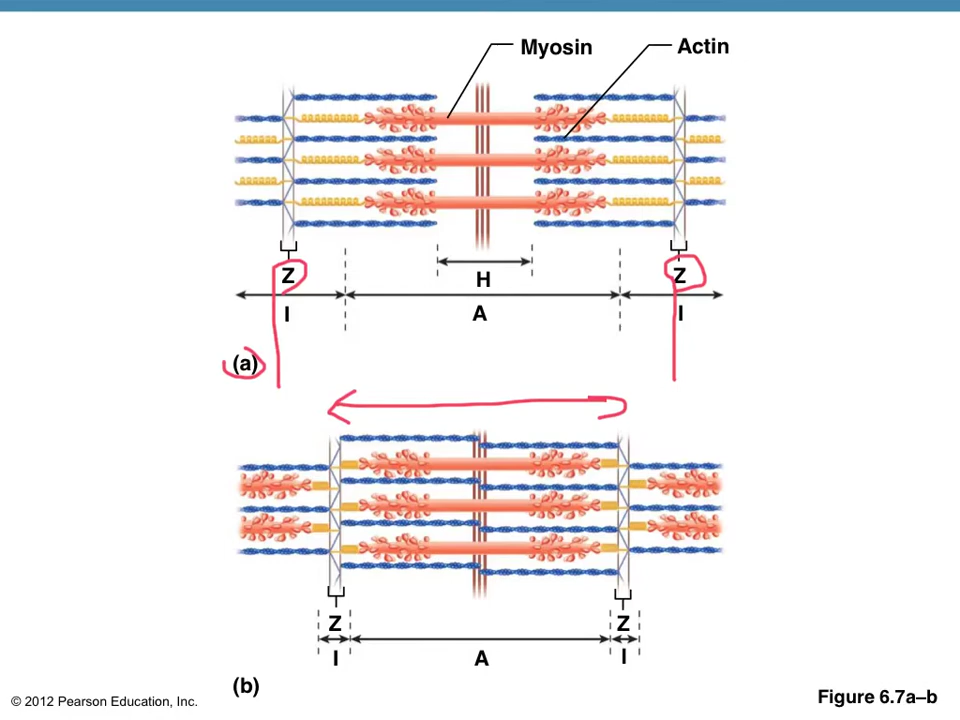 Myosin
Actin
Z
H
Z
I
A
I
(a)
Z
Z
I
A
I
(b)
© 2012 Pearson Education, Inc.
Figure 6.7a–b